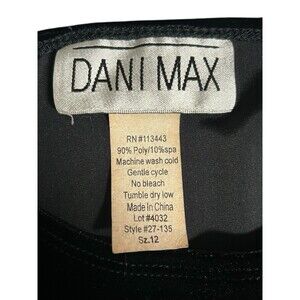 DANI MAX
RN #113443
90% Poly/10%spa
Machine wash cold
Gentle cycle
No bleach
Tumble dry low
Made In China
Lot #4032
Style #27-135
Sz.12